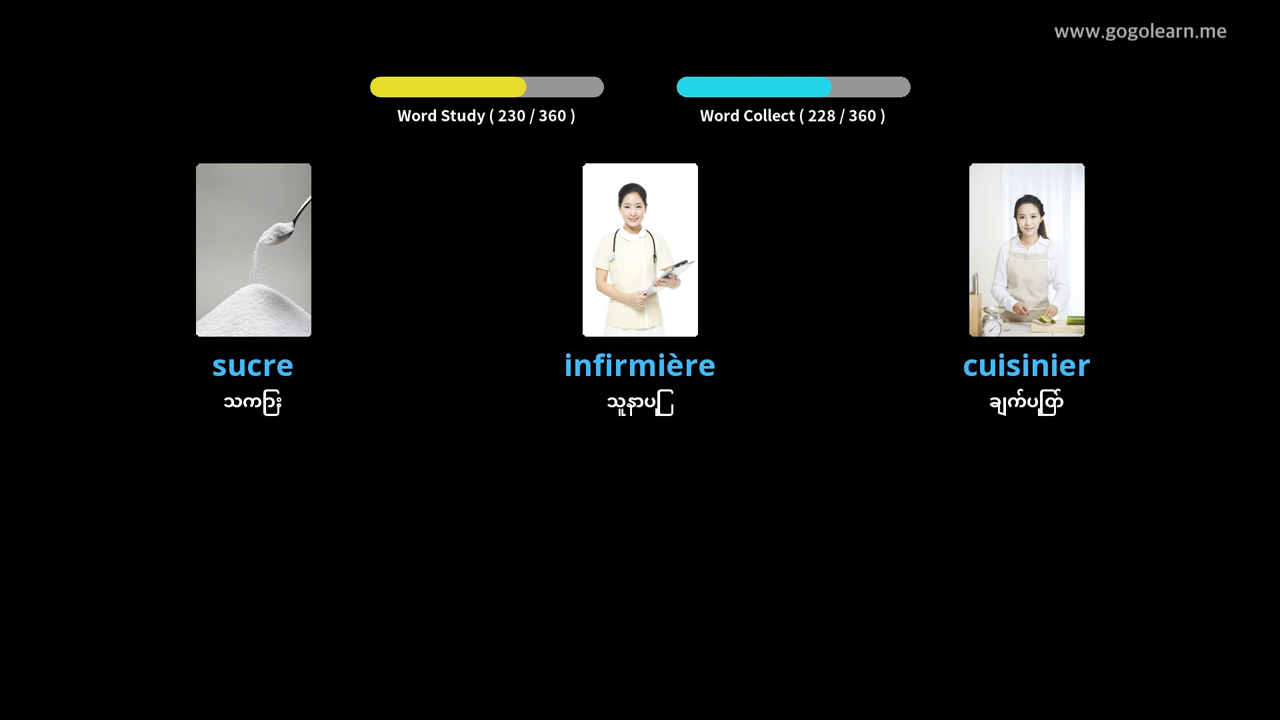 www.gogolearn.me
Word Study ( 230 / 360 )
Word Collect ( 228 / 360 )
sucre
infirmière
cuisinier
သကြား
သူနာပြု
ချက်ပြုတ်